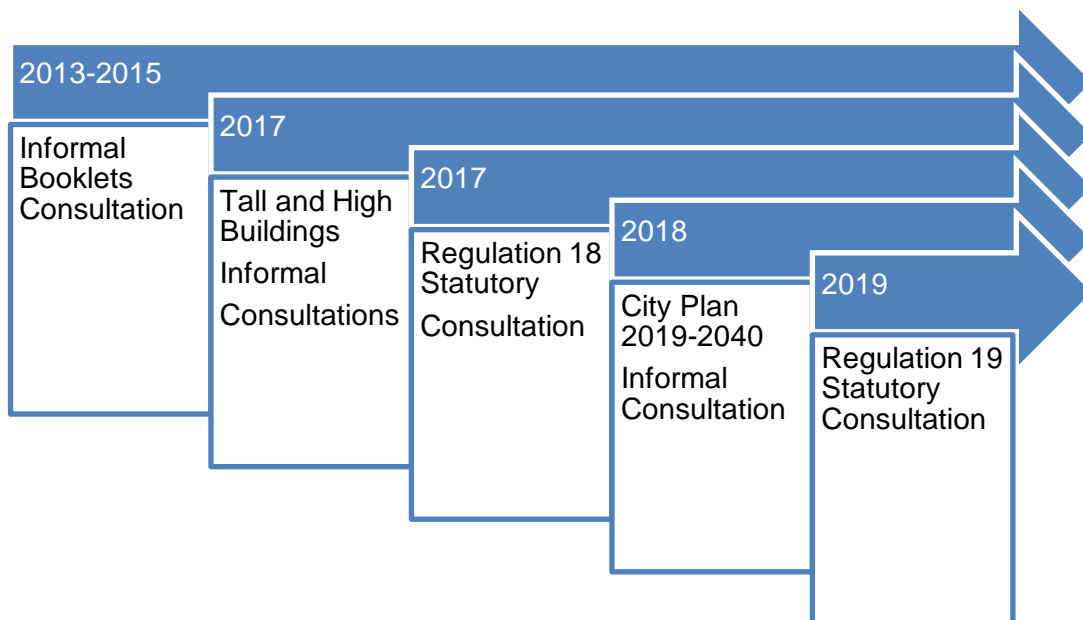 2013-2015
Informal
Booklets
Consultation
2017
Tall and High
Buildings
Informal
Consultations
2017
Regulation 18
Statutory
Consultation
2018
City Plan
2019-2040
Informal
Consultation
2019
Regulation 19
Statutory
Consultation